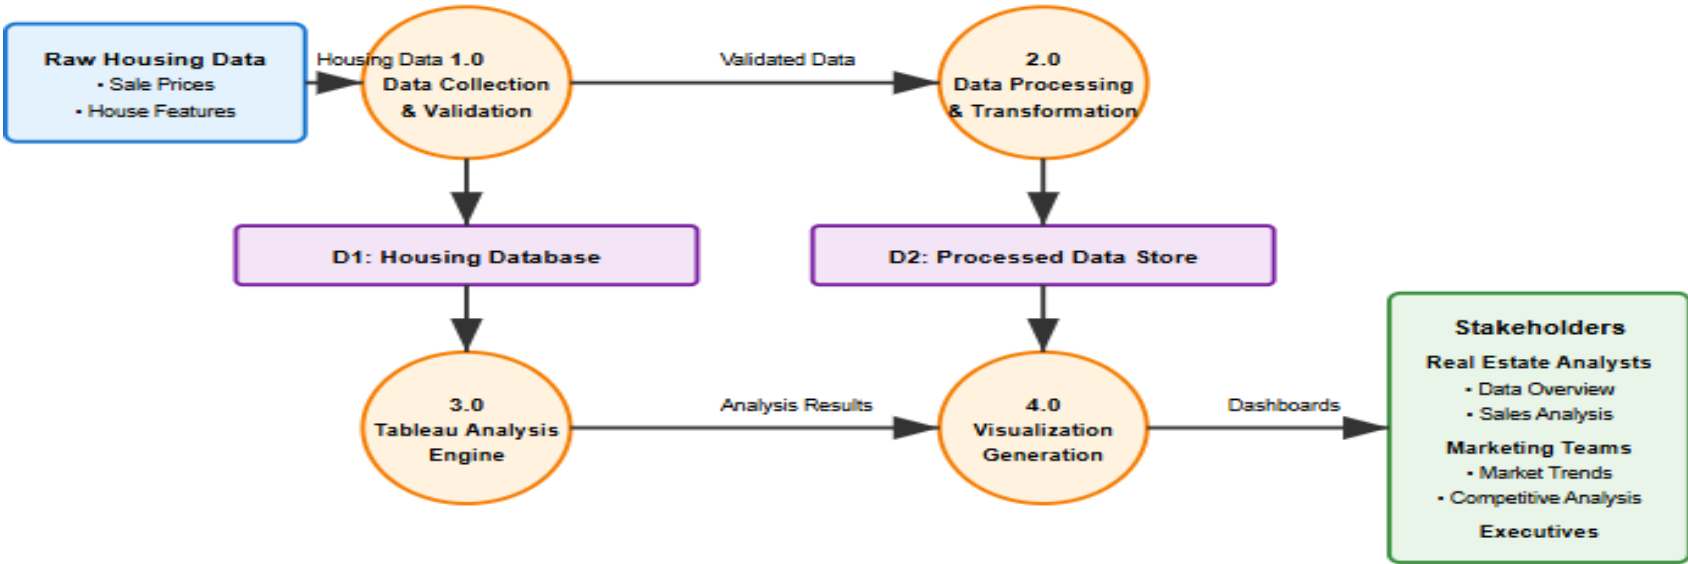 Raw Housing Data
• Sale Prices
• House Features
Housing Data
1.0
Data Collection
& Validation
Validated Data
2.0
Data Processing
& Transformation
D1: Housing Database
D2: Processed Data Store
3.0
Tableau Analysis
Engine
Analysis Results
4.0
Visualization
Generation
Dashboards
Stakeholders
Real Estate Analysts
• Data Overview
• Sales Analysis
Marketing Teams
• Market Trends
• Competitive Analysis
Executives